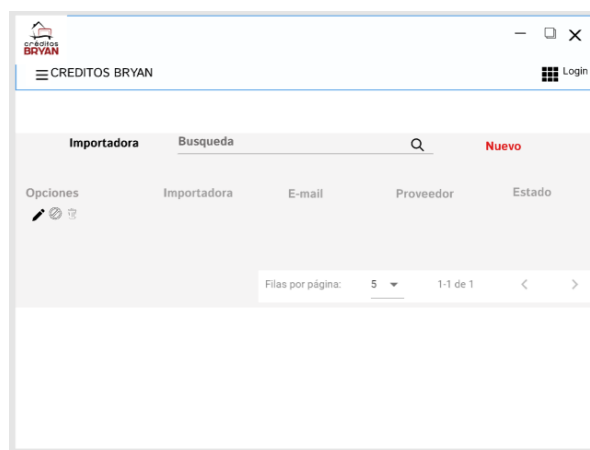 créditos
BRYAN
CREDITOS BRYAN
Login
Importadora
Busqueda
Nuevo
Opciones
Importadora
E-mail
Proveedor
Estado
Filas por página:
5
1-1 de 1